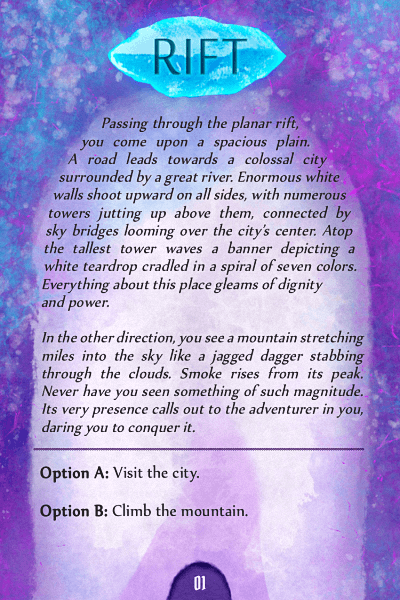 RIFT
Passing through the planar rift,
you come upon a spacious plain.
A road leads towards a colossal city
surrounded by a great river. Enormous white
walls shoot upward on all sides, with numerous
towers jutting up above them, connected by
sky bridges looming over the city's center. Atop
the tallest tower waves a banner depicting a
white teardrop cradled in a spiral of seven colors.
Everything about this place gleams of dignity
and power.
In the other direction, you see a mountain stretching
miles into the sky like a jagged dagger stabbing
through the clouds. Smoke rises from its peak.
Never have you seen something of such magnitude.
Its very presence calls out to the adventurer in you,
daring you to conquer it.
Option A: Visit the city.
Option B: Climb the mountain.
01